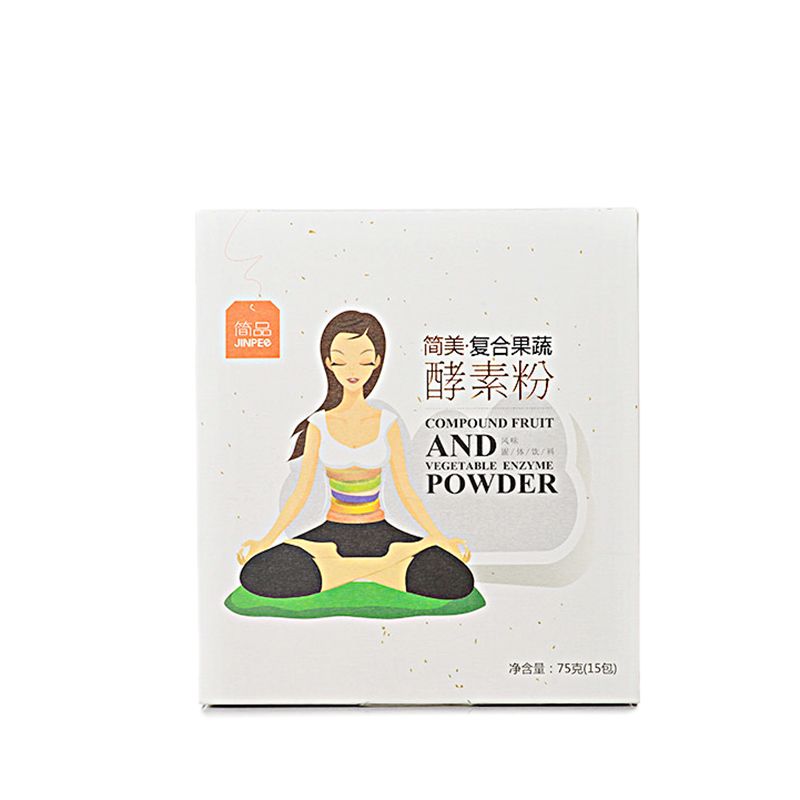 简品
JINPEO
简美·复合果蔬
酵素粉
COMPOUND FRUIT
AND
风味
固/体/饮/料
VEGETABLE ENZYME
POWDER
净含量：75克(15包)